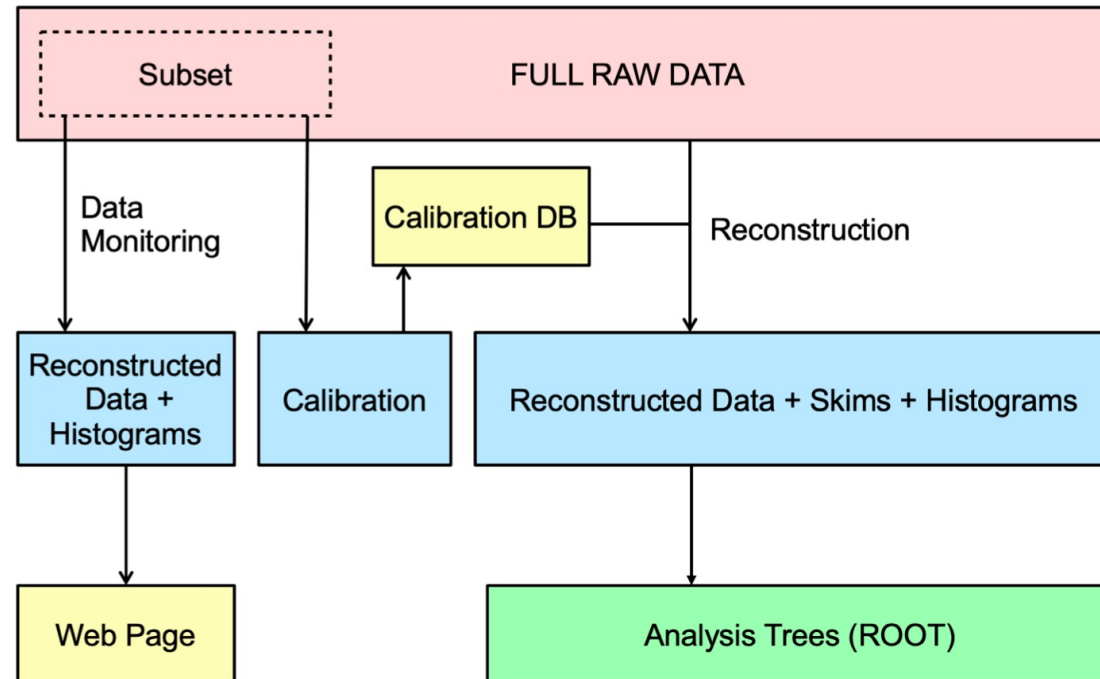 Subset
FULL RAW DATA
Data
Monitoring
Calibration DB
Reconstruction
Reconstructed
Data +
Histograms
Calibration
Reconstructed Data + Skims + Histograms
Web Page
Analysis Trees (ROOT)